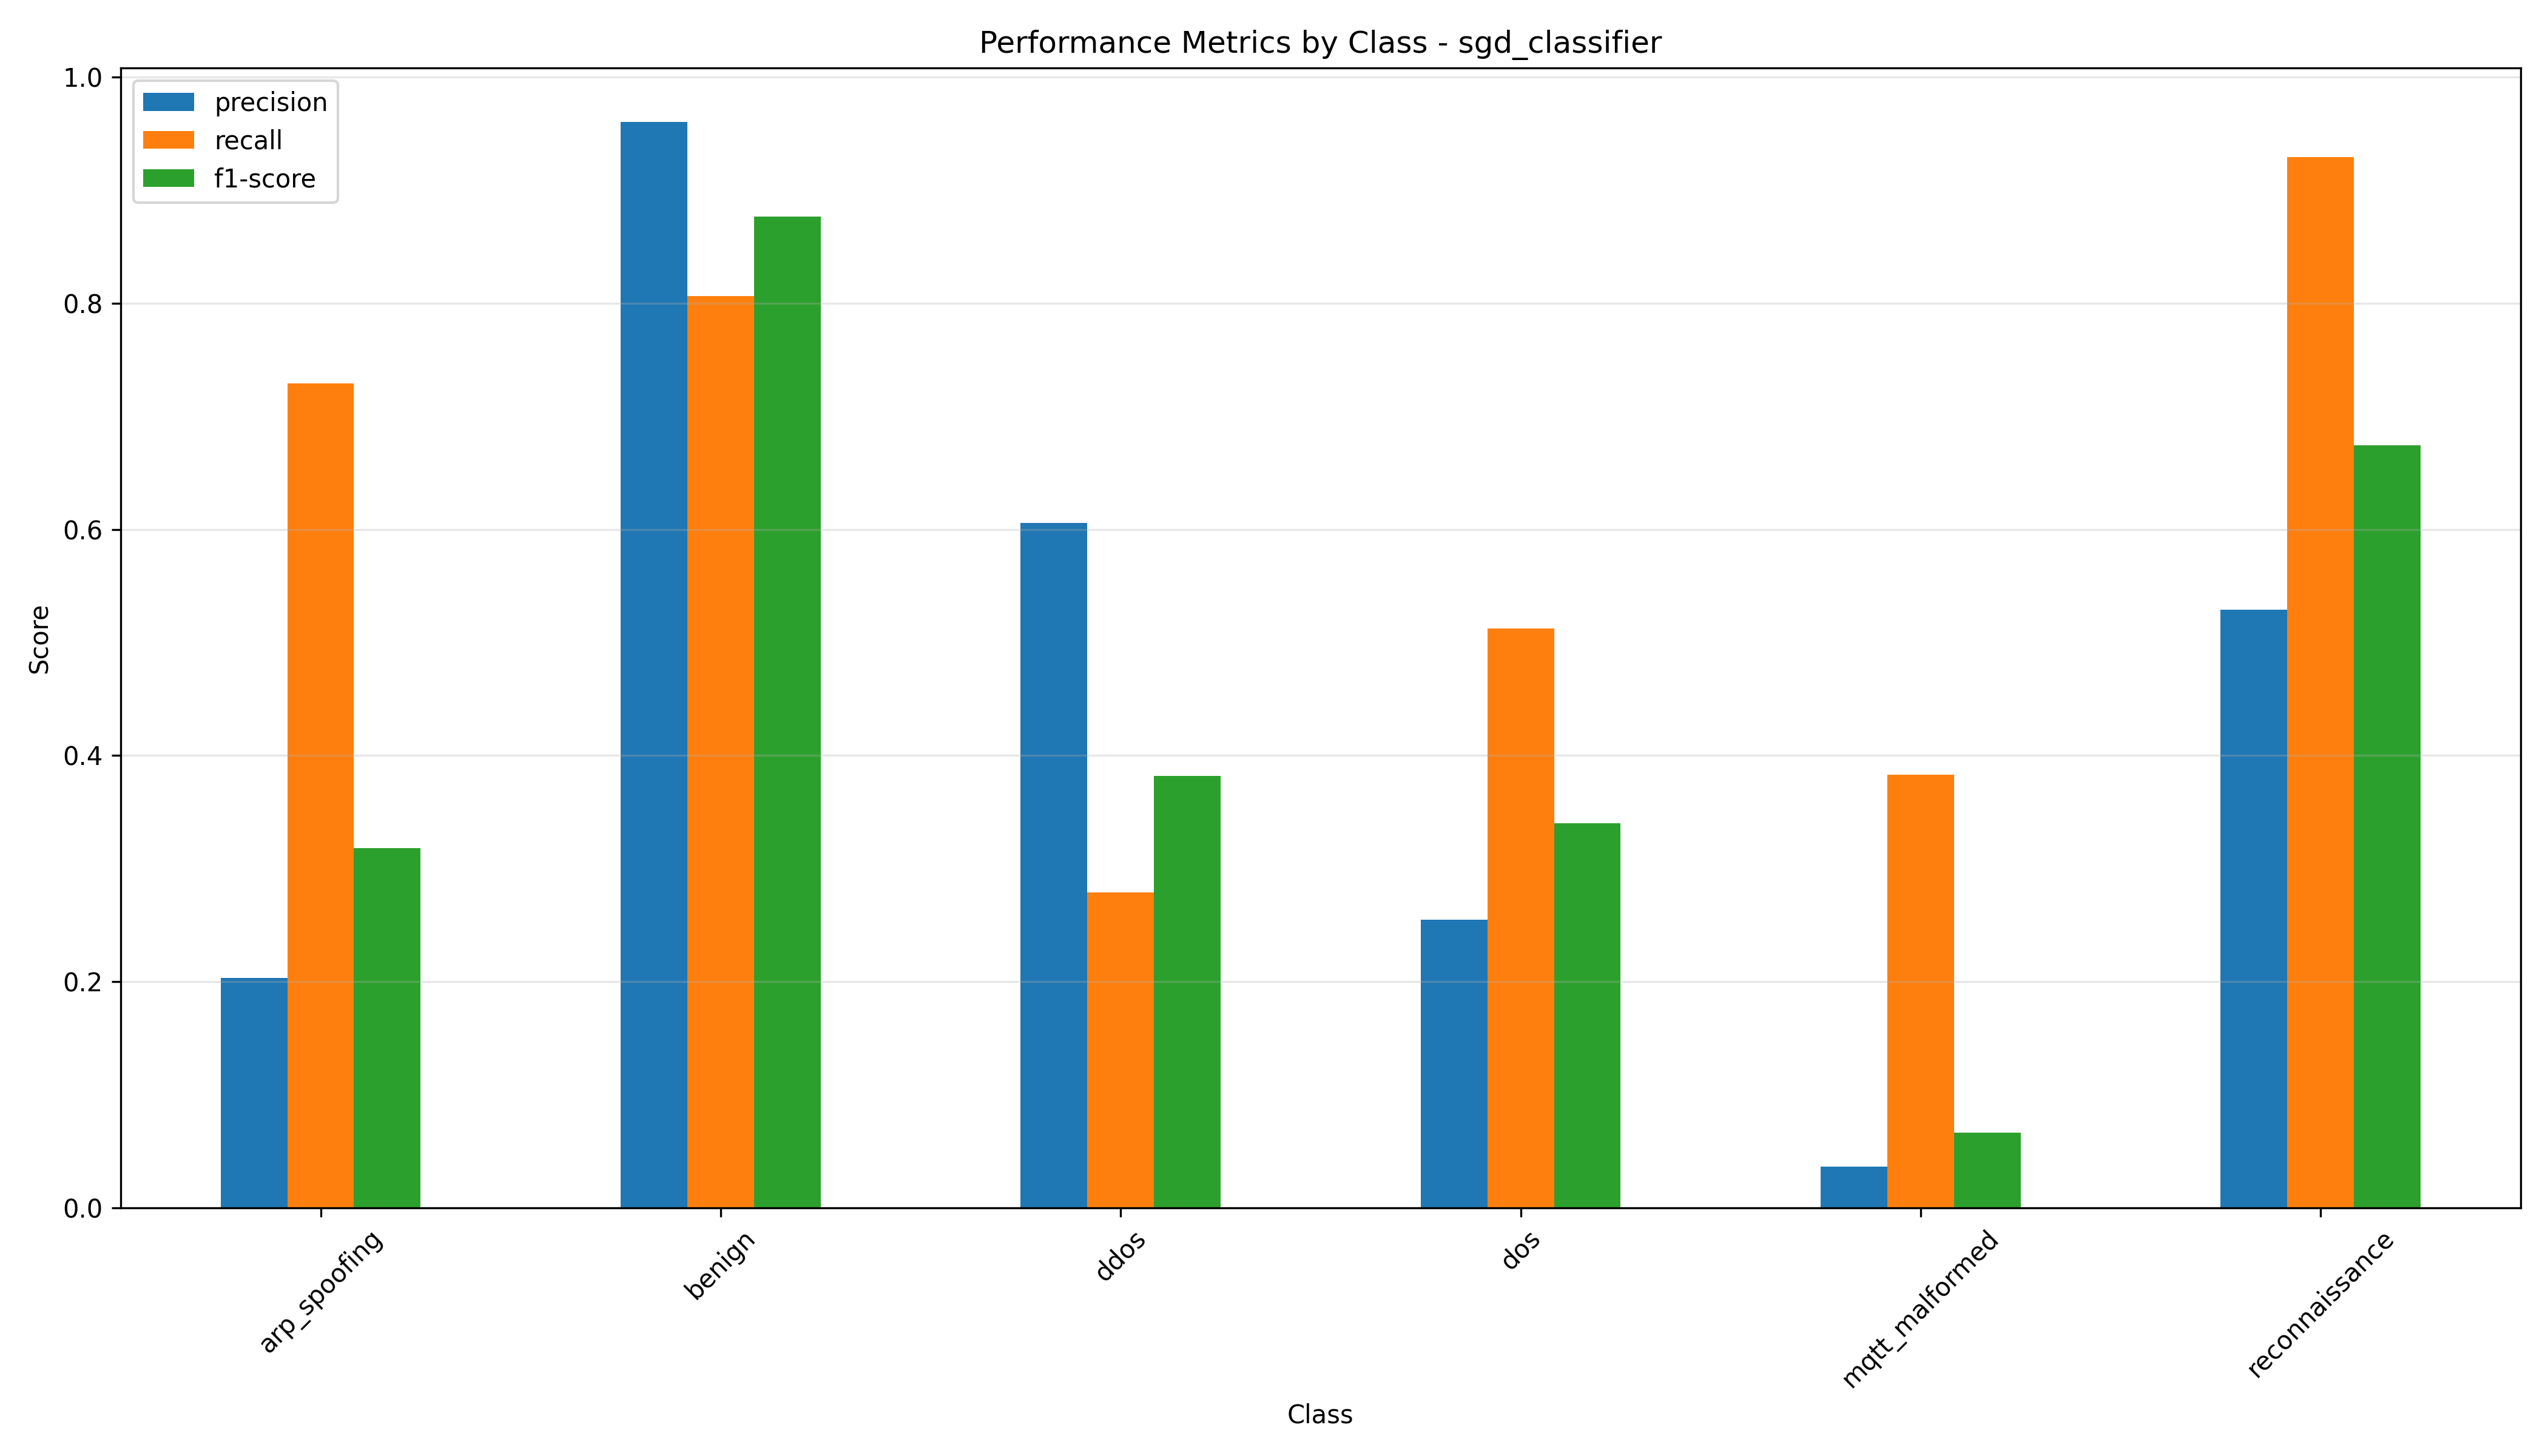 Performance Metrics by Class - sgd_classifier
precision
recall
f1-score
1.0
0.8
0.6
0.4
0.2
0.0
Score
arp_spoofing
benign
ddos
dos
mqtt_malformed
reconnaissance
Class